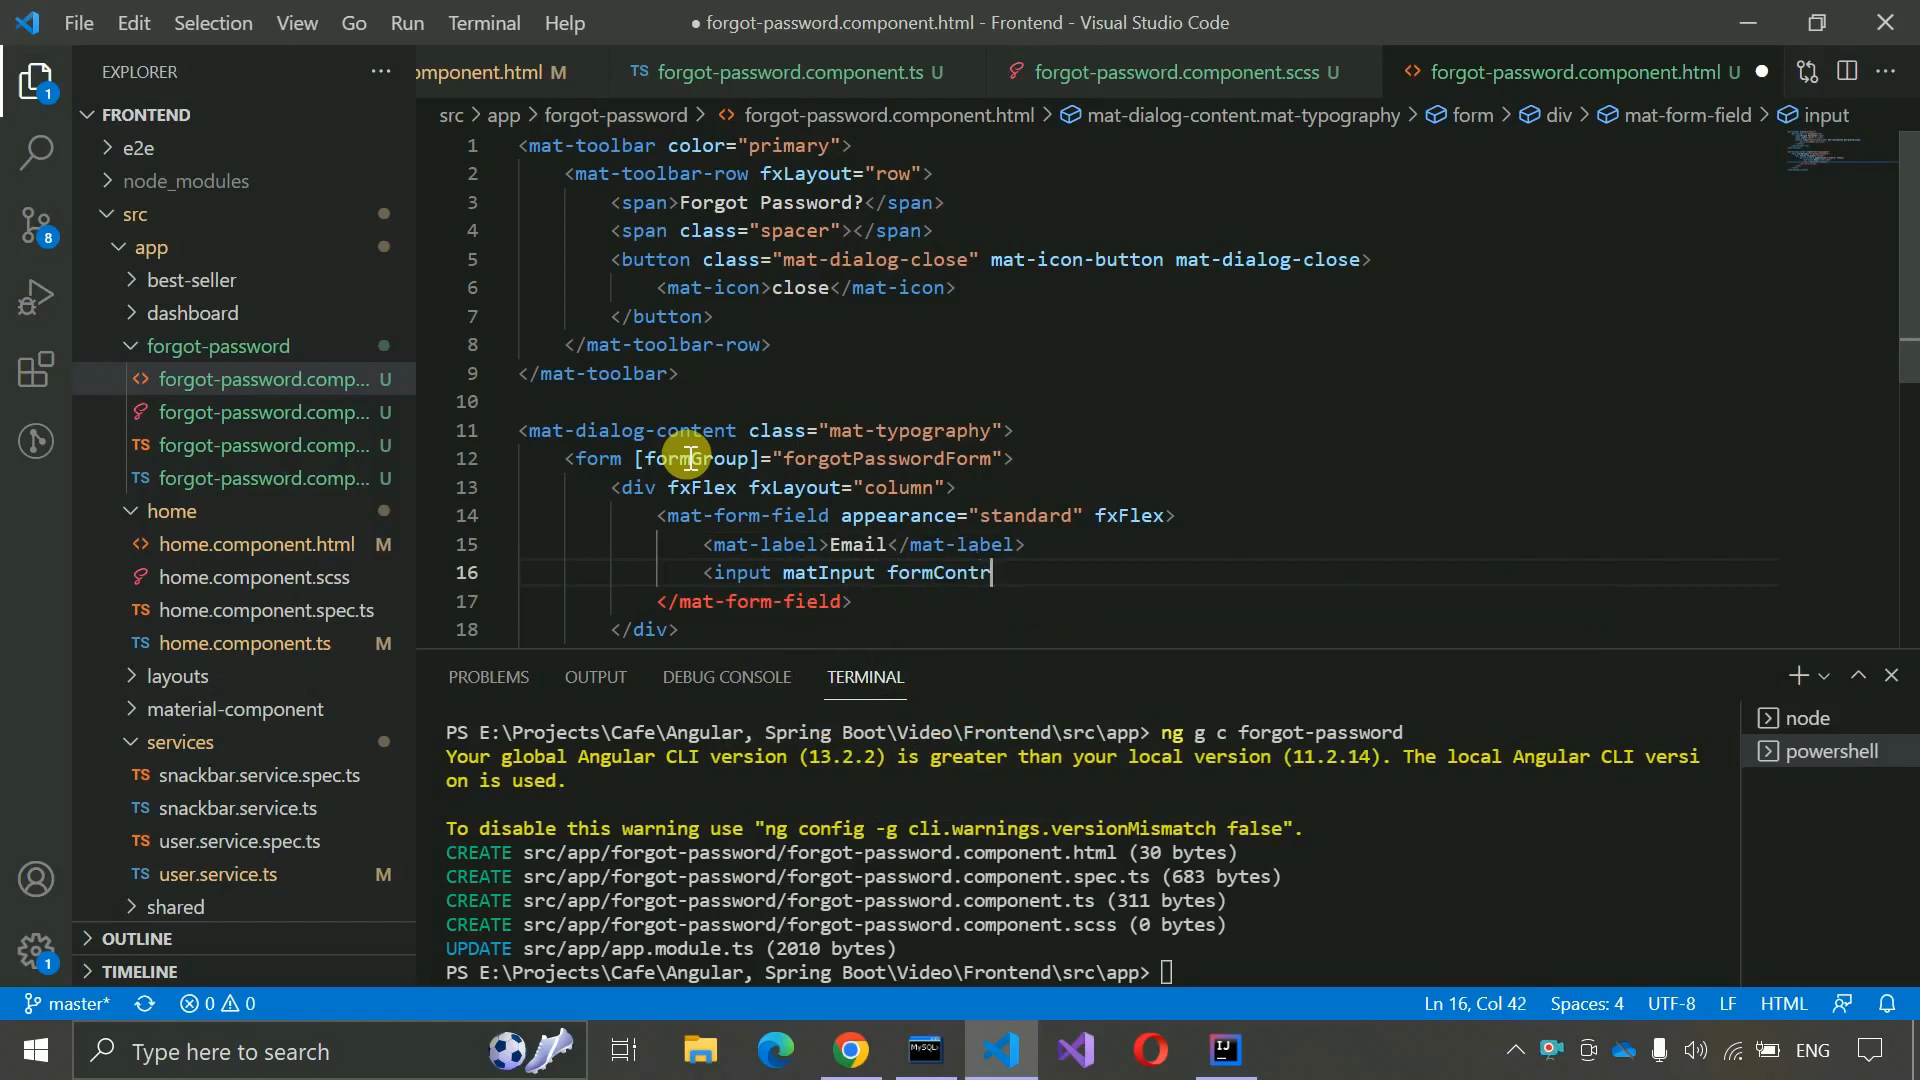 File Edit Selection View Go Run Terminal Help
● forgot-password.component.html - Frontend - Visual Studio Code
EXPLORER
omponent.html M
TS forgot-password.component.ts U
forgot-password.component.scss U
<> forgot-password.component.html U
src > app > forgot-password > <> forgot-password.component.html > mat-dialog-content.mat-typography > form > div > mat-form-field > input
1
8
1
FRONTEND
e2e
node_modules
src
app
best-seller
dashboard
forgot-password
<> forgot-password.comp... U
forgot-password.comp... U
TS forgot-password.comp... U
TS forgot-password.comp... U
home
<> home.component.html M
home.component.scss
TS home.component.spec.ts
TS home.component.ts M
layouts
material-component
services
TS snackbar.service.spec.ts
TS snackbar.service.ts
TS user.service.spec.ts
TS user.service.ts M
shared
OUTLINE
TIMELINE
1 <mat-toolbar color="primary">
2 <mat-toolbar-row fxLayout="row">
3 <span>Forgot Password?</span>
4 <span class="spacer"></span>
5 <button class="mat-dialog-close" mat-icon-button mat-dialog-close>
6 <mat-icon>close</mat-icon>
7 </button>
8 </mat-toolbar-row>
9 </mat-toolbar>
10
11 <mat-dialog-content class="mat-typography">
12 <form [formGroup]="forgotPasswordForm">
13 <div fxFlex fxLayout="column">
14 <mat-form-field appearance="standard" fxFlex>
15 <mat-label>Email</mat-label>
16 <input matInput formContr
17 </mat-form-field>
18 </div>
PROBLEMS OUTPUT DEBUG CONSOLE TERMINAL
node
powershell
PS E:\Projects\Cafe\Angular, Spring Boot\Video\Frontend\src\app> ng g c forgot-password
Your global Angular CLI version (13.2.2) is greater than your local version (11.2.14). The local Angular CLI versi
on is used.
To disable this warning use "ng config -g cli.warnings.versionMismatch false".
CREATE src/app/forgot-password/forgot-password.component.html (30 bytes)
CREATE src/app/forgot-password/forgot-password.component.spec.ts (683 bytes)
CREATE src/app/forgot-password/forgot-password.component.ts (311 bytes)
CREATE src/app/forgot-password/forgot-password.component.scss (0 bytes)
UPDATE src/app/app.module.ts (2010 bytes)
PS E:\Projects\Cafe\Angular, Spring Boot\Video\Frontend\src\app>
master* 0 0
Ln 16, Col 42 Spaces: 4 UTF-8 LF HTML
Type here to search
MySQL
IJ
ENG